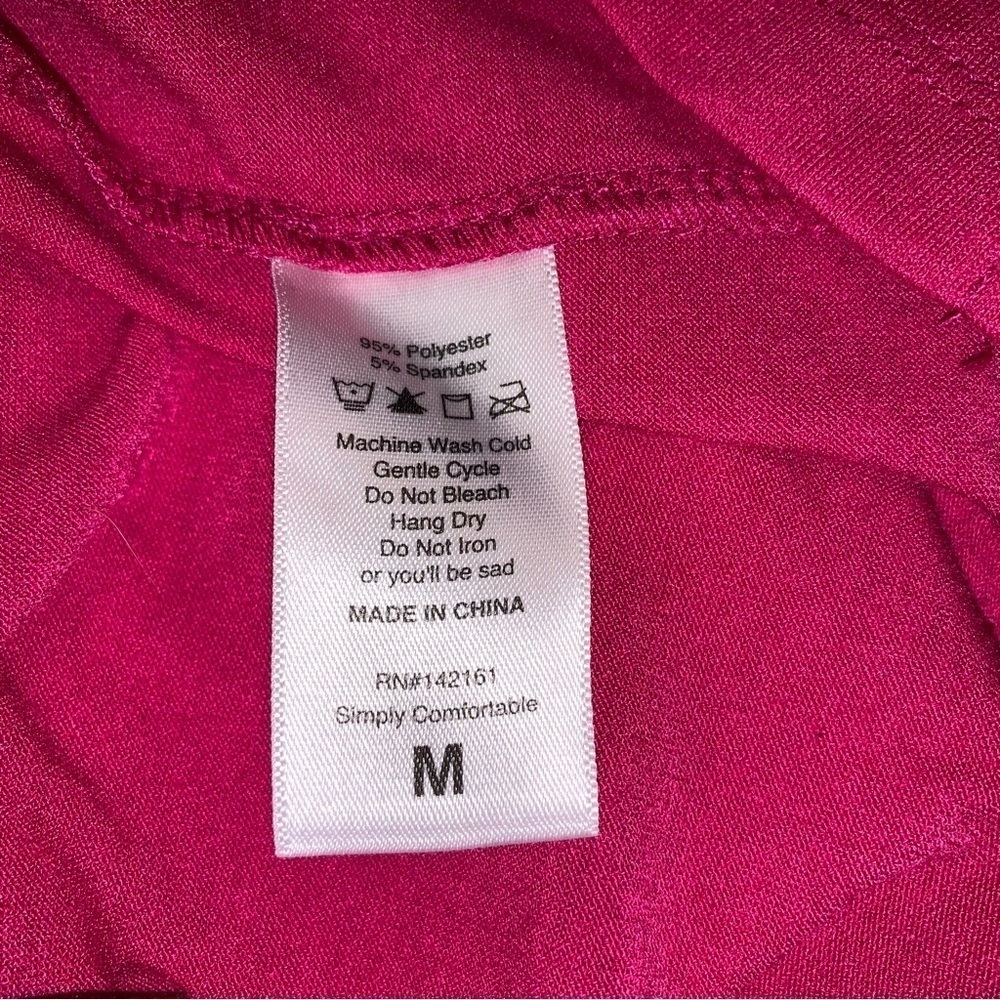 95% Polyester
5% Spandex
Machine Wash Cold
Gentle Cycle
Do Not Bleach
Hang Dry
Do Not Iron
or you'll be sad
MADE IN CHINA
RN#142161
Simply Comfortable
M